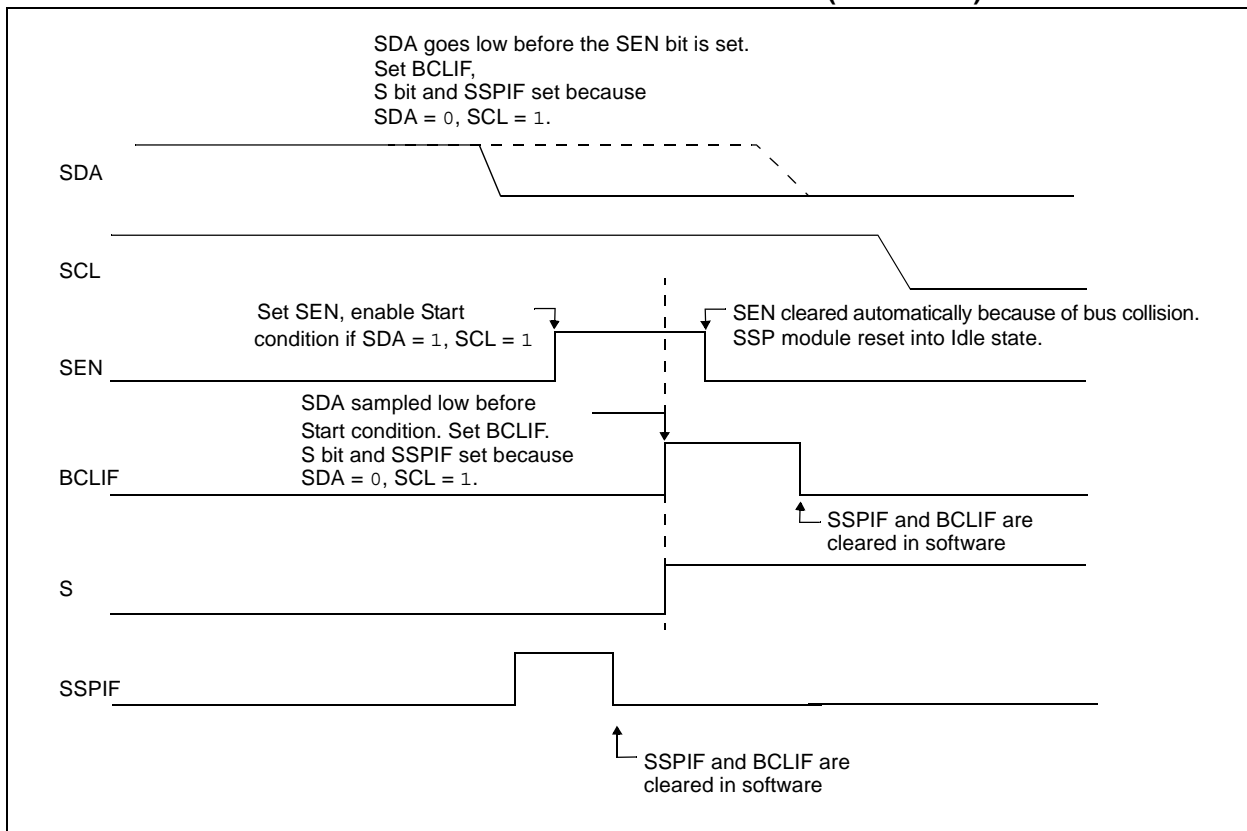 SDA goes low before the SEN bit is set.
Set BCLIF,
S bit and SSPIF set because
SDA = 0, SCL = 1.
SDA
SCL
Set SEN, enable Start
condition if SDA = 1, SCL = 1
SEN cleared automatically because of bus collision.
SSP module reset into Idle state.
SEN
SDA sampled low before
Start condition. Set BCLIF.
S bit and SSPIF set because
SDA = 0, SCL = 1.
BCLIF
SSPIF and BCLIF are
cleared in software
S
SSPIF
SSPIF and BCLIF are
cleared in software